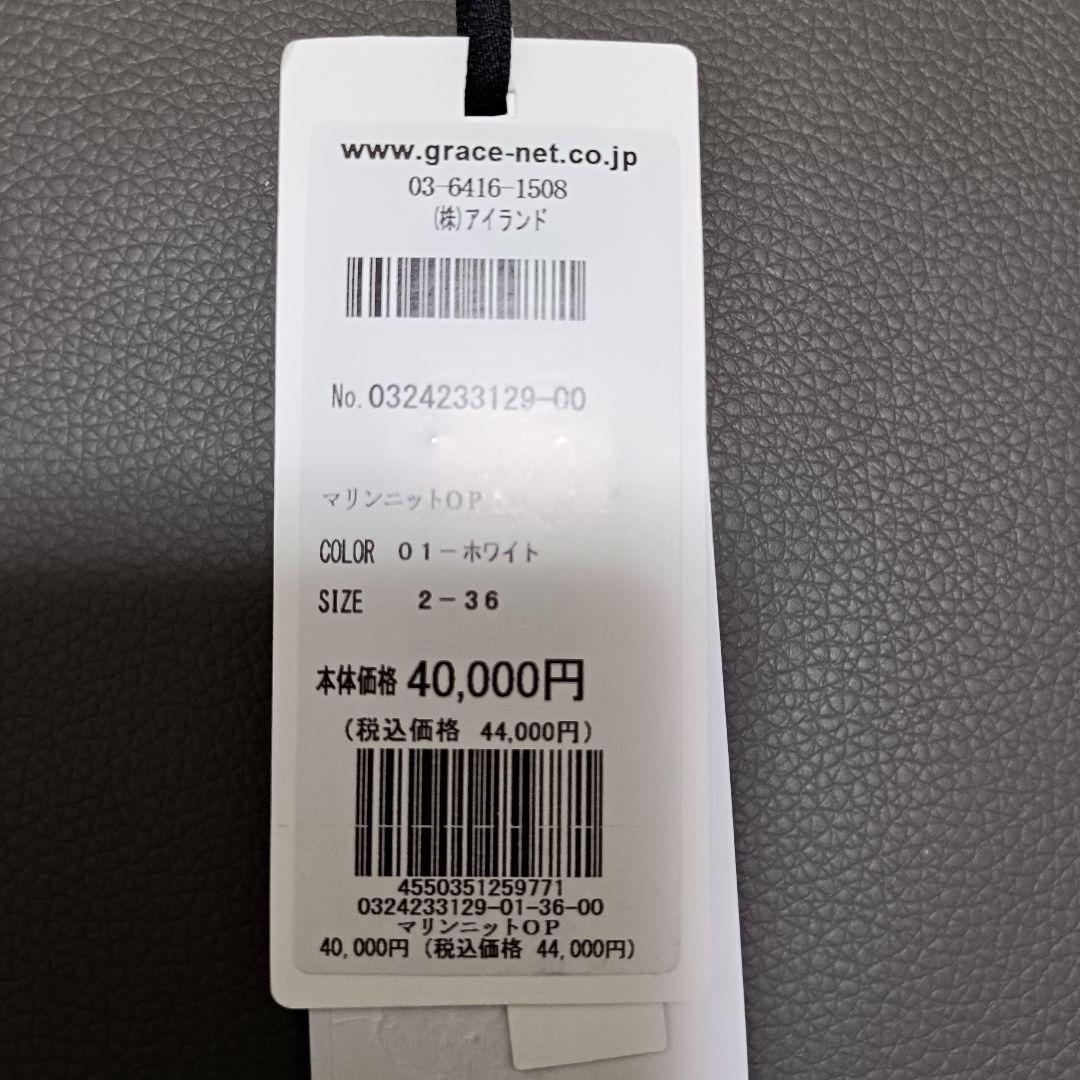 www.grace-net.co.jp
03-6416-1508
(株)アイランド
No.0324233129-00
マリンニットOP
COLOR 01-ホワイト
SIZE 2-36
本体価格 40,000円
(税込価格 44,000円)
4550351259771
0324233129-01-36-00
マリンニットOP
40,000円 (税込価格 44,000円)